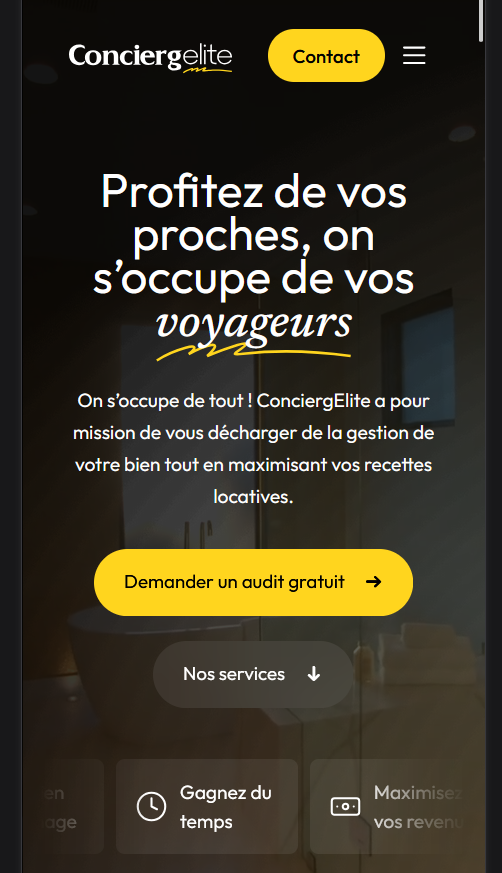 Conciergelite
Contact
Profitez de vos
proches, on
s’occupe de vos
voyageurs
On s’occupe de tout ! ConciergElite a pour
mission de vous décharger de la gestion de
votre bien tout en maximisant vos recettes
locatives.
Demander un audit gratuit
Nos services
en
age
Gagnez du
temps
Maximisez
vos revenu